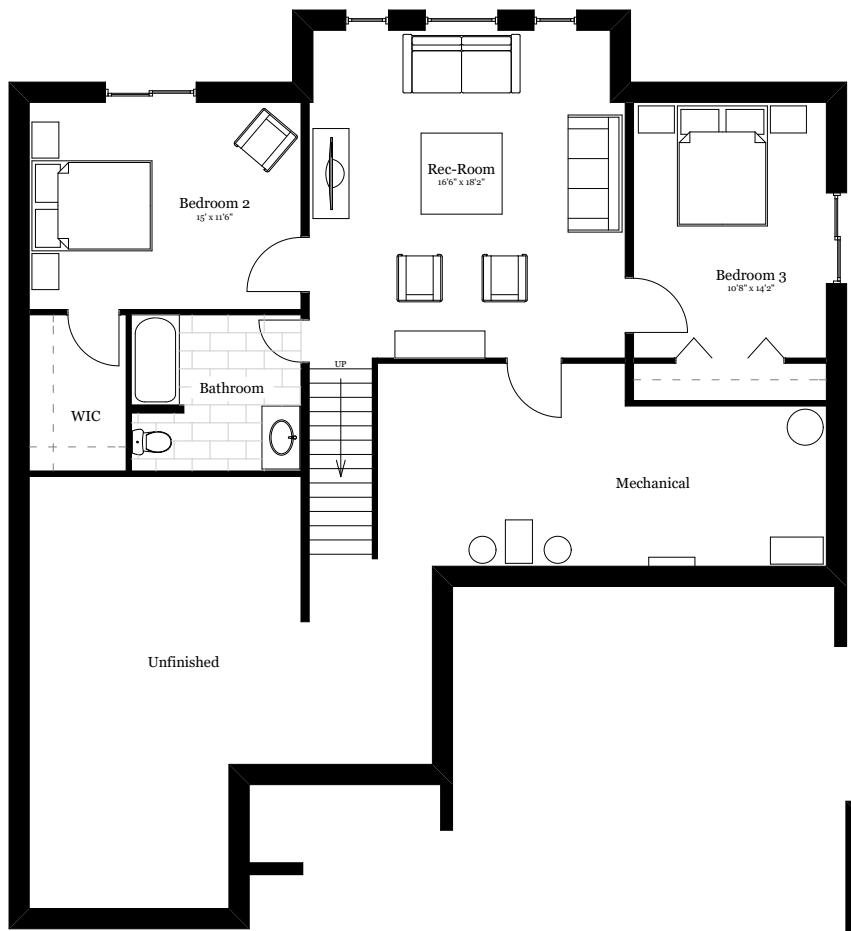 Rec-Room
16'6" x 18'2"
Bedroom 2
15' x 11'6"
Bedroom 3
10'8" x 14'2"
UP
Bathroom
WIC
Mechanical
Unfinished